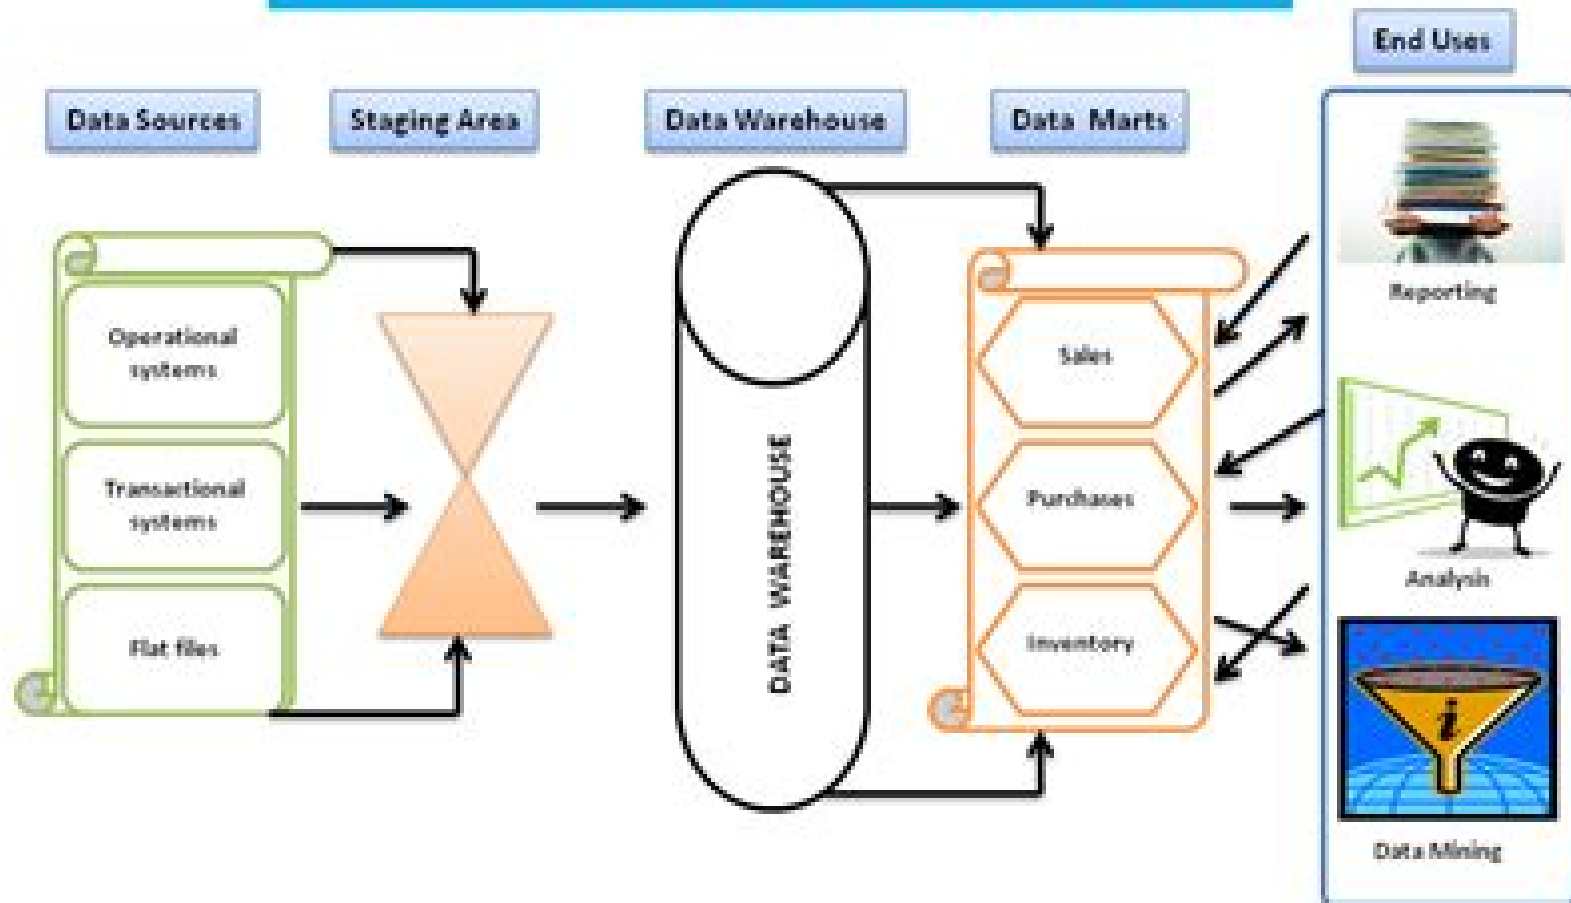 End Uses
Data Sources
Staging Area
Data Warehouse
Data Marts
Operational
systems
Transactional
systems
Flat files
DATA WAREHOUSE
Sales
Purchases
Inventory
Reporting
Analysis
i
Data Mining